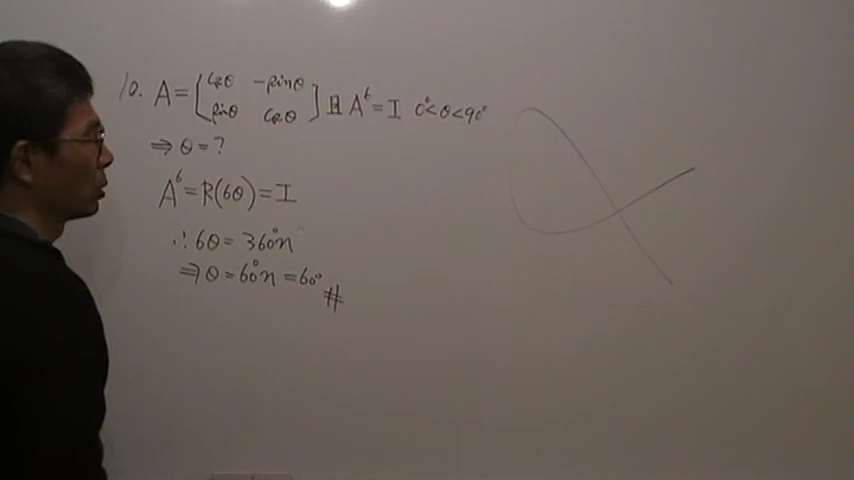 10. A = [cosθ -sinθ
sinθ cosθ] 且 A⁶ = I 0°<θ<90°
⇒ θ = ?
A⁶ = R(6θ) = I
∴ 6θ = 360°n
⇒ θ = 60°n = 60° #